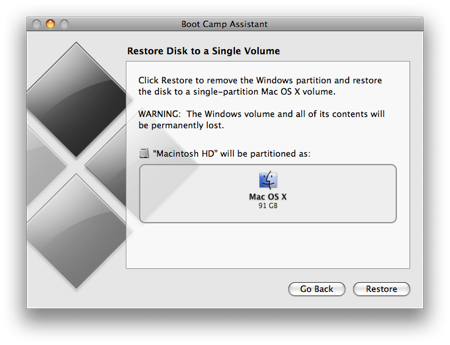 Boot Camp Assistant
Restore Disk to a Single Volume
Click Restore to remove the Windows partition and restore
the disk to a single-partition Mac OS X volume.
WARNING:  The Windows volume and all of its contents will
be permanently lost.
"Macintosh HD" will be partitioned as:
Mac OS X
91 GB
Go Back
Restore